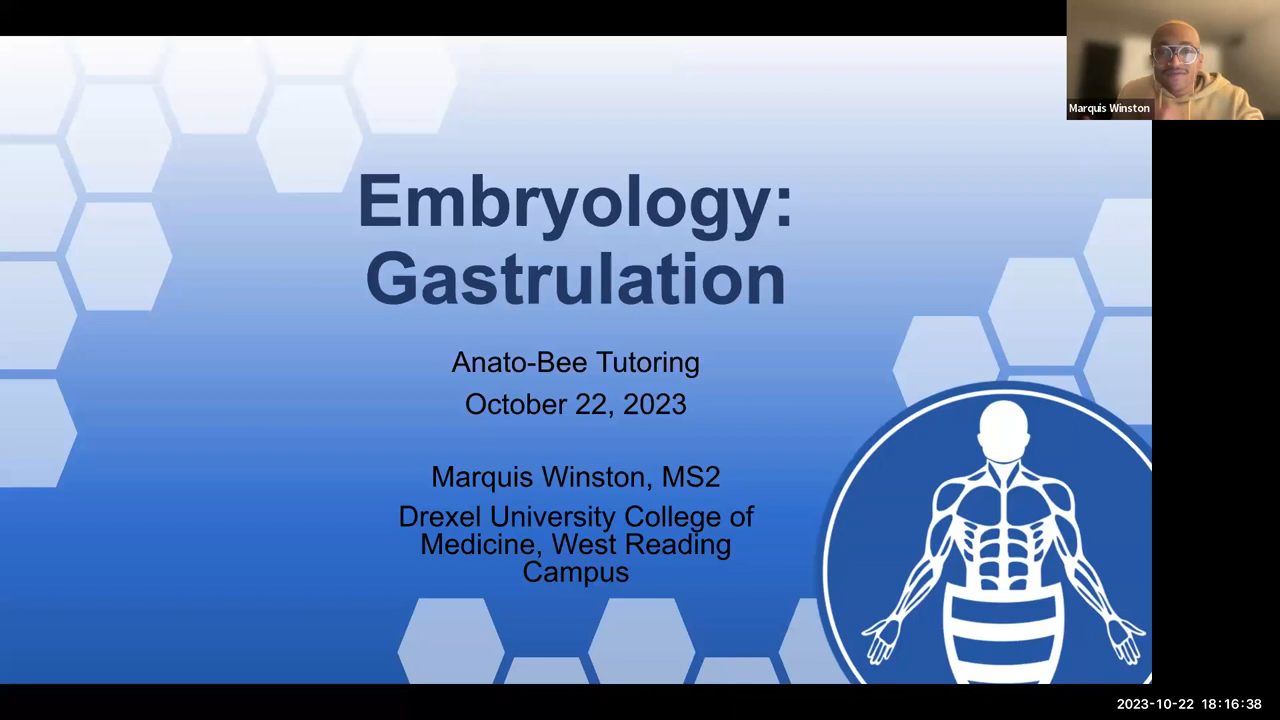 Marquis Winston
Embryology:
Gastrulation
Anato-Bee Tutoring
October 22, 2023
Marquis Winston, MS2
Drexel University College of
Medicine, West Reading
Campus
2023-10-22 18:16:38